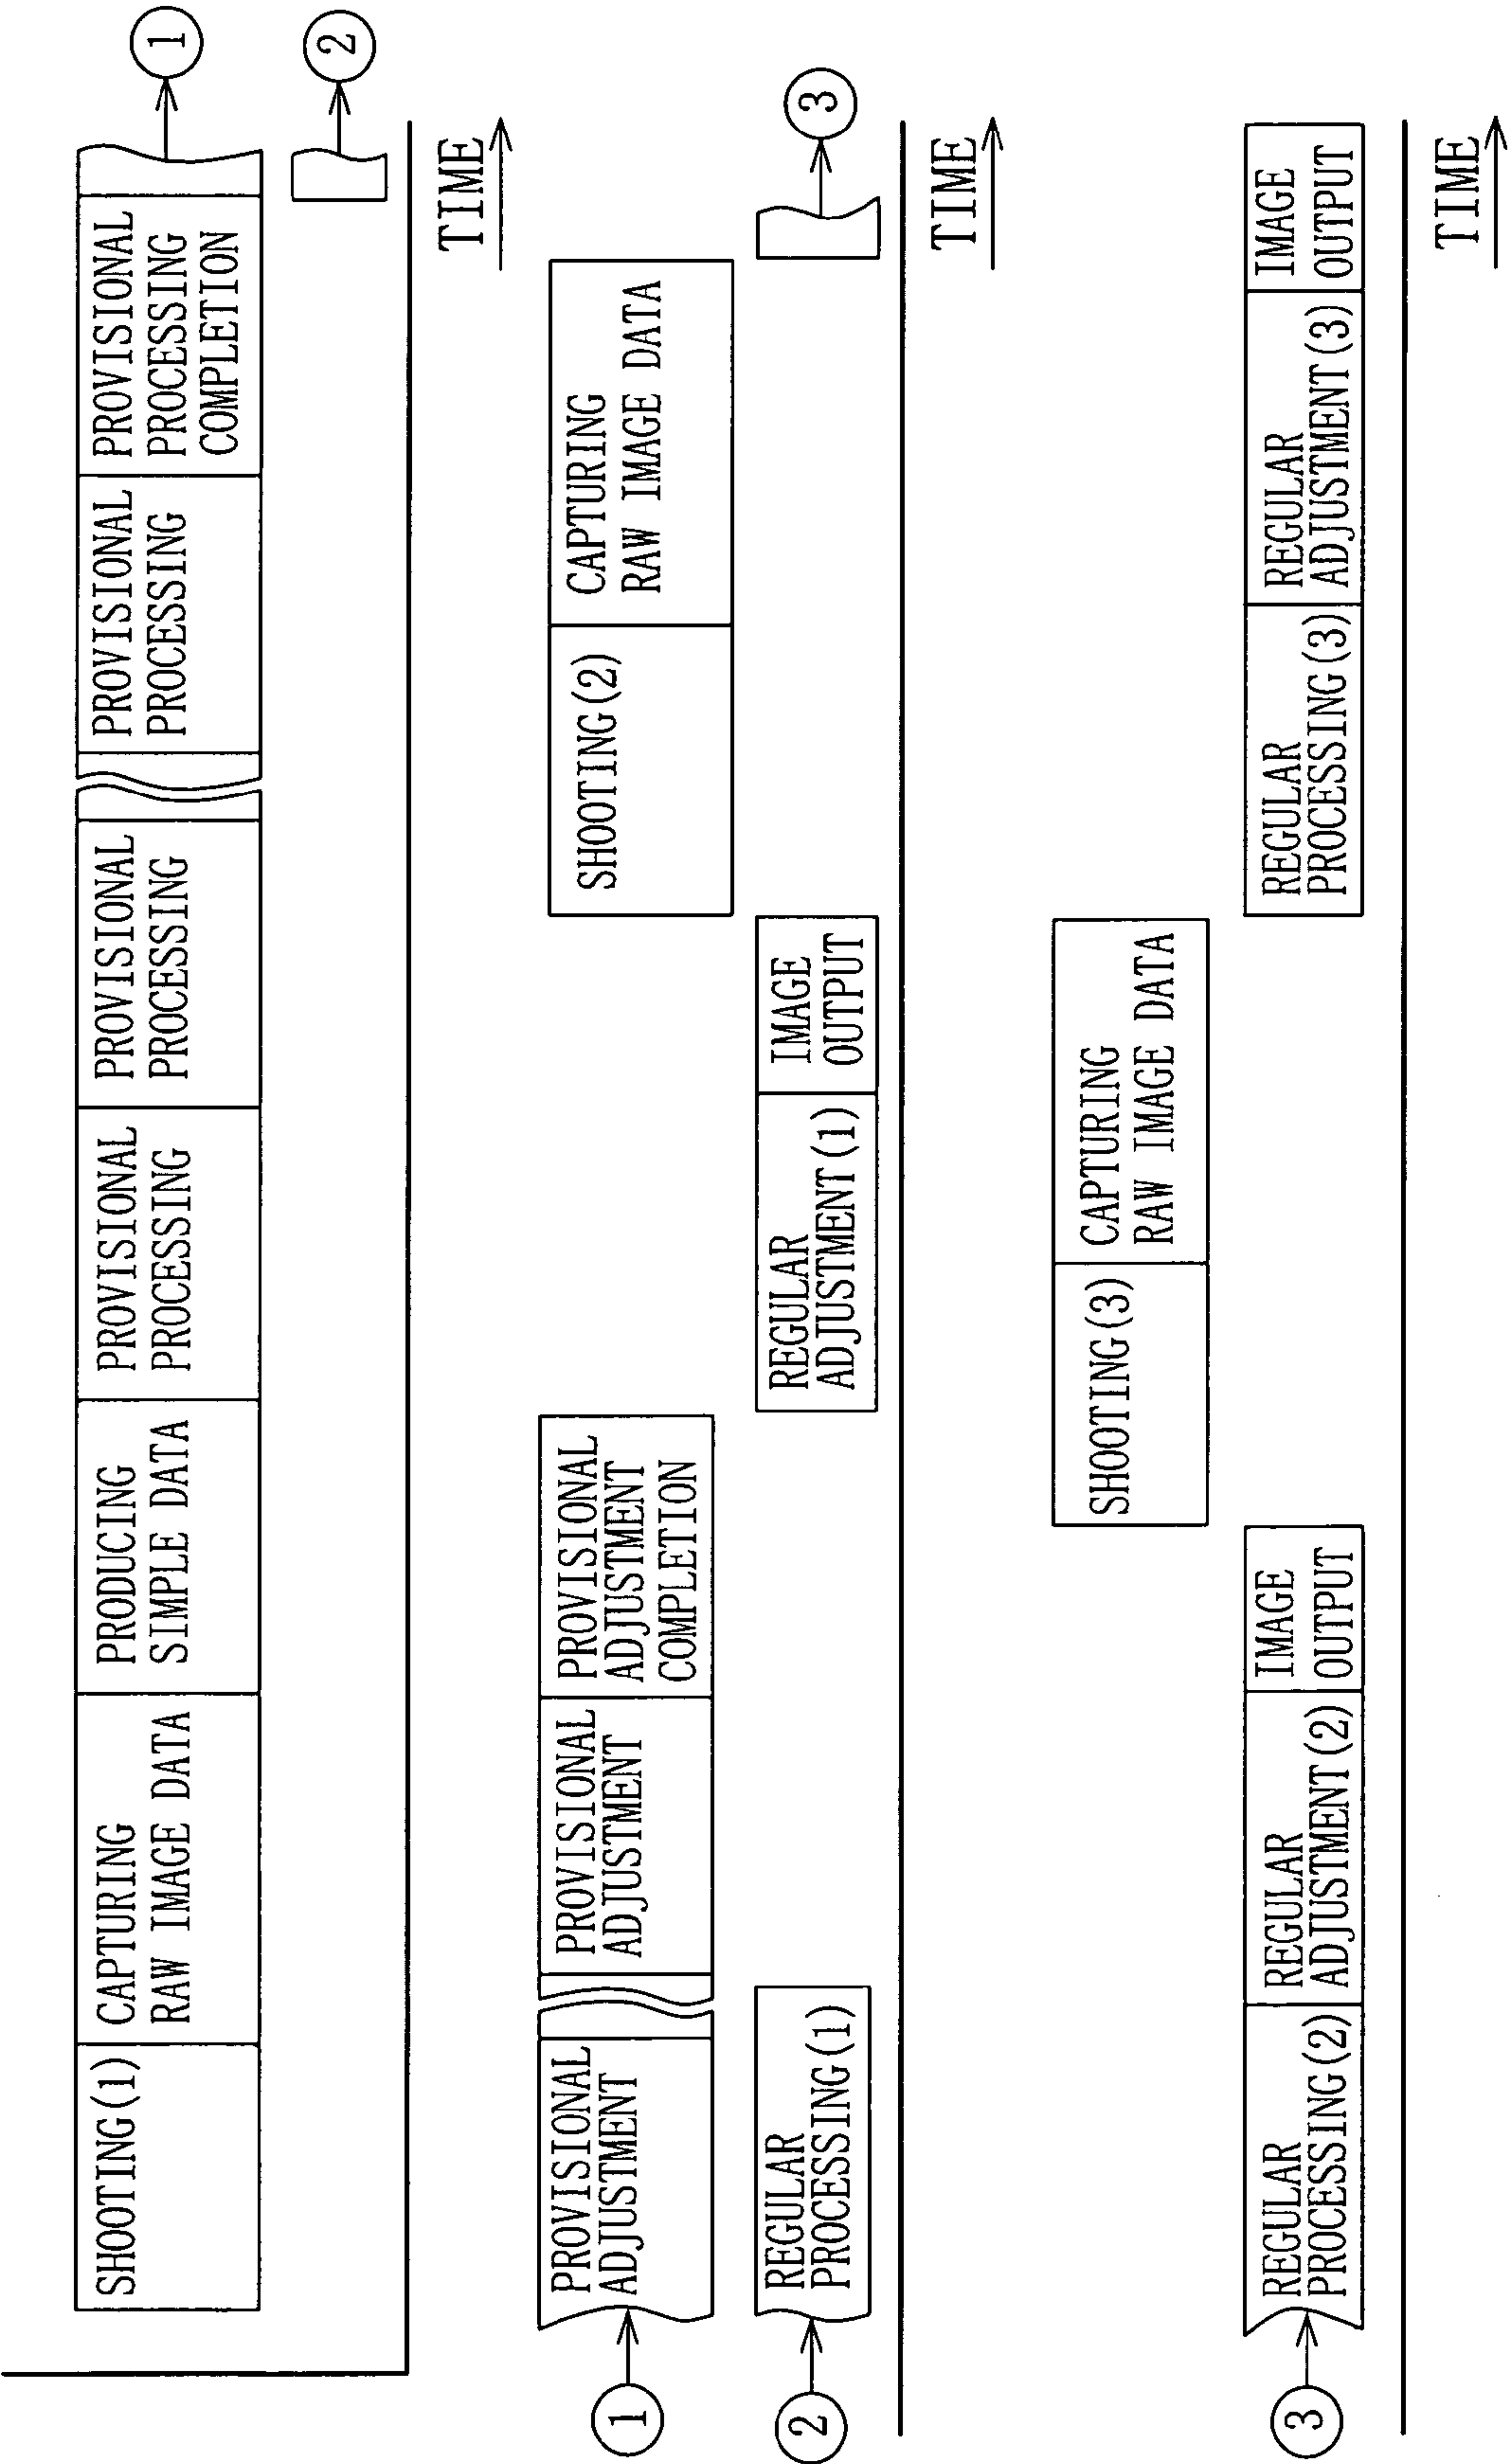 SHOOTING(1)
CAPTURING
RAW IMAGE DATA
PRODUCING
SIMPLE DATA
PROVISIONAL
PROCESSING
PROVISIONAL
PROCESSING
PROVISIONAL
PROCESSING
PROVISIONAL
PROCESSING
COMPLETION
1
2
TIME
1
PROVISIONAL
ADJUSTMENT
PROVISIONAL
ADJUSTMENT
PROVISIONAL
ADJUSTMENT
COMPLETION
SHOOTING(2)
CAPTURING
RAW IMAGE DATA
2
REGULAR
PROCESSING(1)
REGULAR
ADJUSTMENT(1)
IMAGE
OUTPUT
3
TIME
SHOOTING(3)
CAPTURING
RAW IMAGE DATA
3
REGULAR
PROCESSING(2)
REGULAR
ADJUSTMENT(2)
IMAGE
OUTPUT
REGULAR
PROCESSING(3)
REGULAR
ADJUSTMENT(3)
IMAGE
OUTPUT
TIME